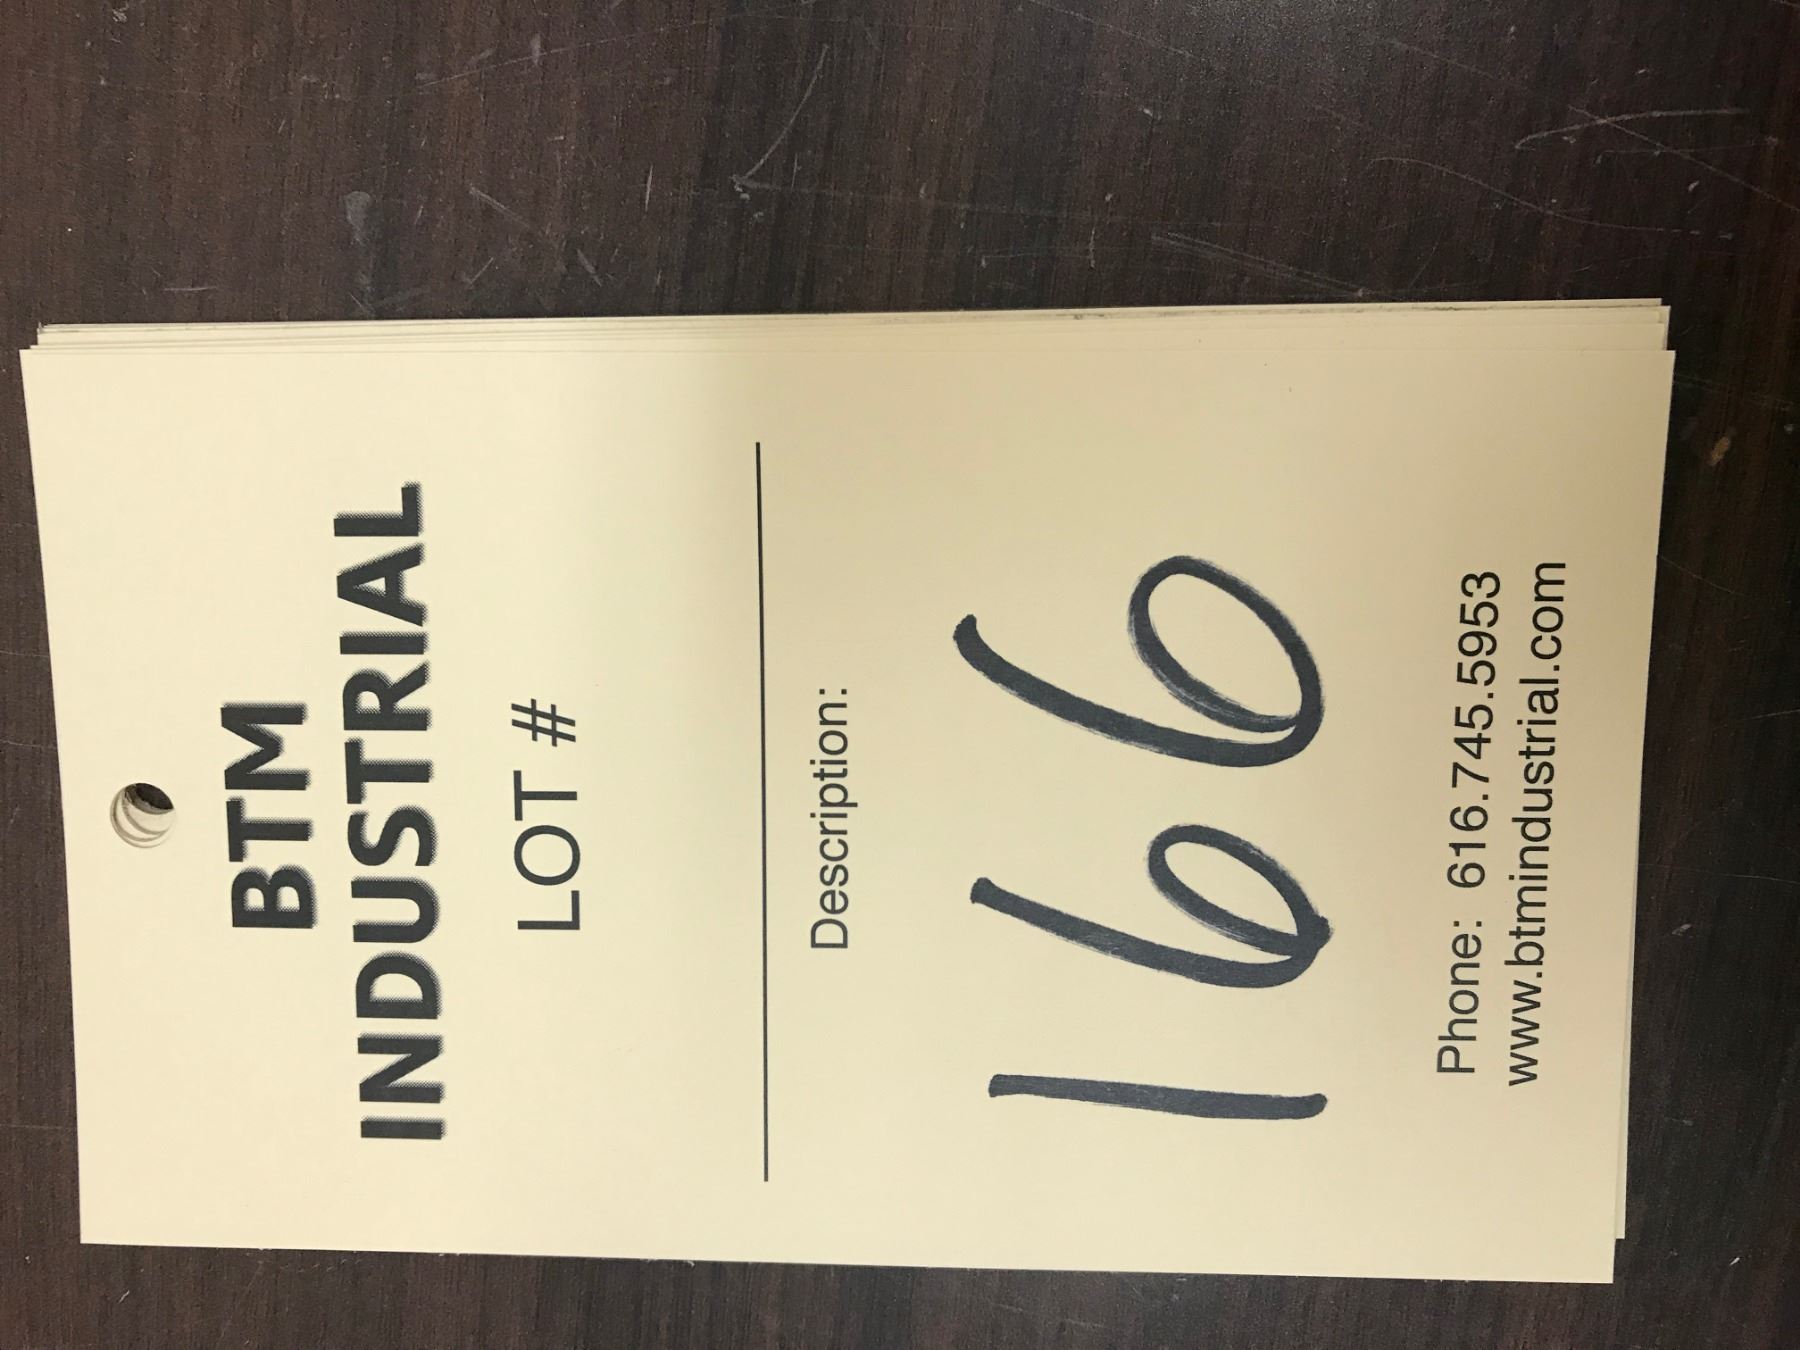 BTM
INDUSTRIAL
LOT #
Description:
166
Phone: 616.745.5953
www.btmindustrial.com